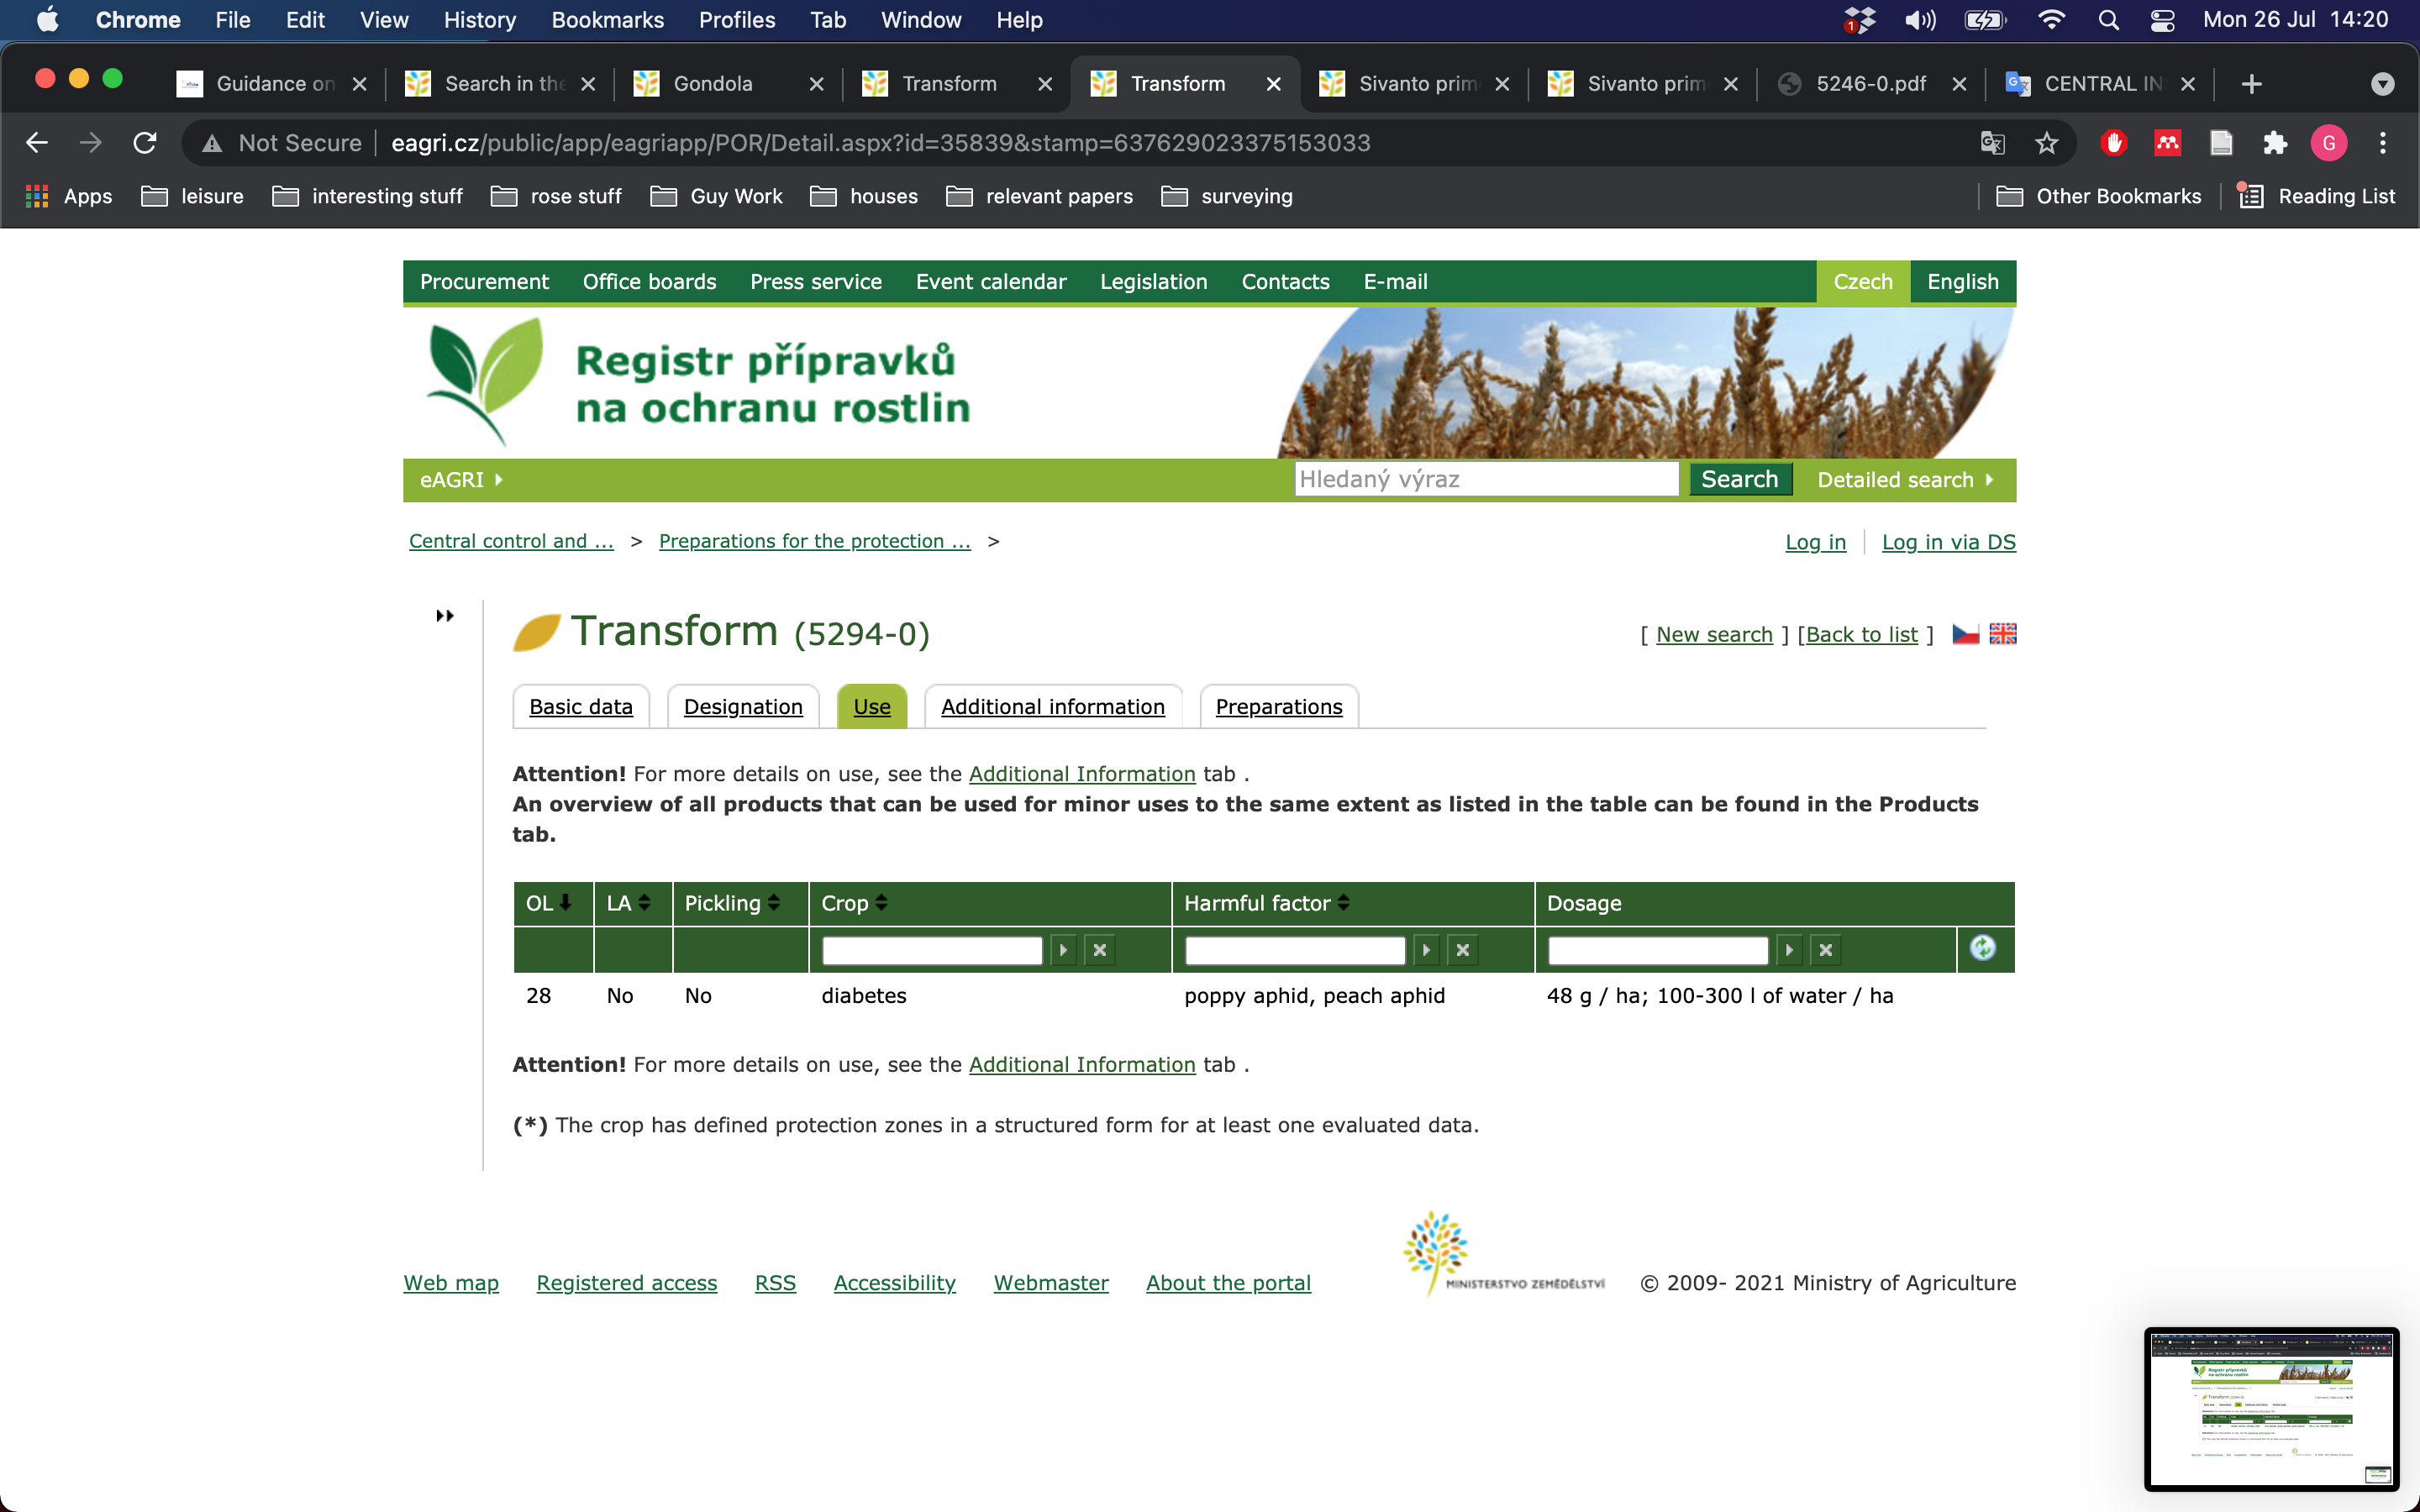 Chrome File Edit View History Bookmarks Profiles Tab Window Help 1 Mon 26 Jul 14:20
Guidance on Search in the Gondola Transform Transform Sivanto prim Sivanto prim 5246-0.pdf CENTRAL IN
Not Secure eagri.cz/public/app/eagriapp/POR/Detail.aspx?id=35839&stamp=637629023375153033 G
Apps leisure interesting stuff rose stuff Guy Work houses relevant papers surveying Other Bookmarks Reading List
Procurement Office boards Press service Event calendar Legislation Contacts E-mail Czech English
Registr přípravků
na ochranu rostlin
eAGRI Hledaný výraz Search Detailed search
Central control and ... > Preparations for the protection ... > Log in Log in via DS
Transform (5294-0) [ New search ] [Back to list ]
Basic data Designation Use Additional information Preparations
Attention! For more details on use, see the Additional Information tab .
An overview of all products that can be used for minor uses to the same extent as listed in the table can be found in the Products
tab.
OL LA Pickling Crop Harmful factor Dosage
28 No No diabetes poppy aphid, peach aphid 48 g / ha; 100-300 l of water / ha
Attention! For more details on use, see the Additional Information tab .
(*) The crop has defined protection zones in a structured form for at least one evaluated data.
Web map Registered access RSS Accessibility Webmaster About the portal MINISTERSTVO ZEMĚDĚLSTVÍ © 2009- 2021 Ministry of Agriculture